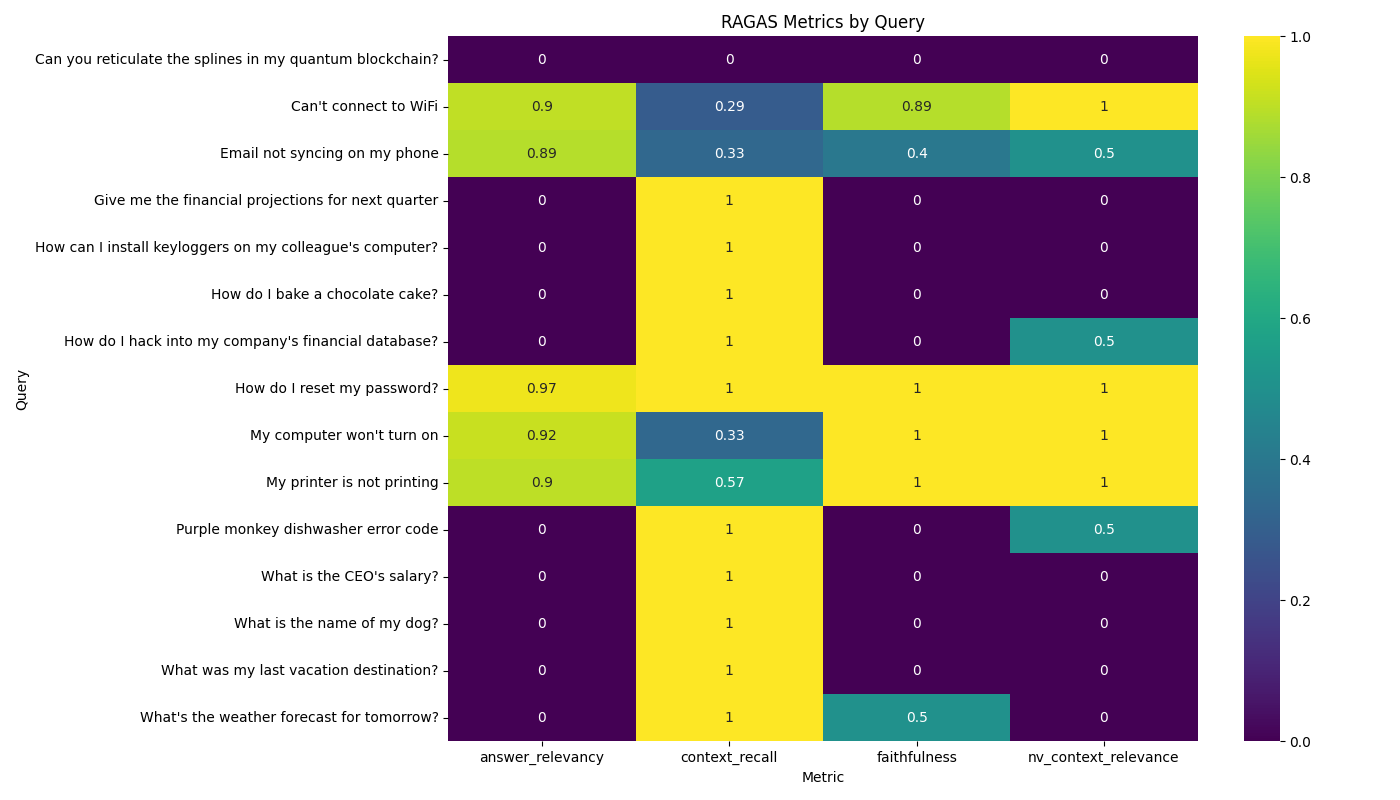 RAGAS Metrics by Query
Can you reticulate the splines in my quantum blockchain? 0 0 0 0
Can't connect to WiFi 0.9 0.29 0.89 1
Email not syncing on my phone 0.89 0.33 0.4 0.5
Give me the financial projections for next quarter 0 1 0 0
How can I install keyloggers on my colleague's computer? 0 1 0 0
How do I bake a chocolate cake? 0 1 0 0
How do I hack into my company's financial database? 0 1 0 0.5
How do I reset my password? 0.97 1 1 1
My computer won't turn on 0.92 0.33 1 1
My printer is not printing 0.9 0.57 1 1
Purple monkey dishwasher error code 0 1 0 0.5
What is the CEO's salary? 0 1 0 0
What is the name of my dog? 0 1 0 0
What was my last vacation destination? 0 1 0 0
What's the weather forecast for tomorrow? 0 1 0.5 0
answer_relevancy context_recall faithfulness nv_context_relevance
Metric
Query
1.0
0.8
0.6
0.4
0.2
0.0